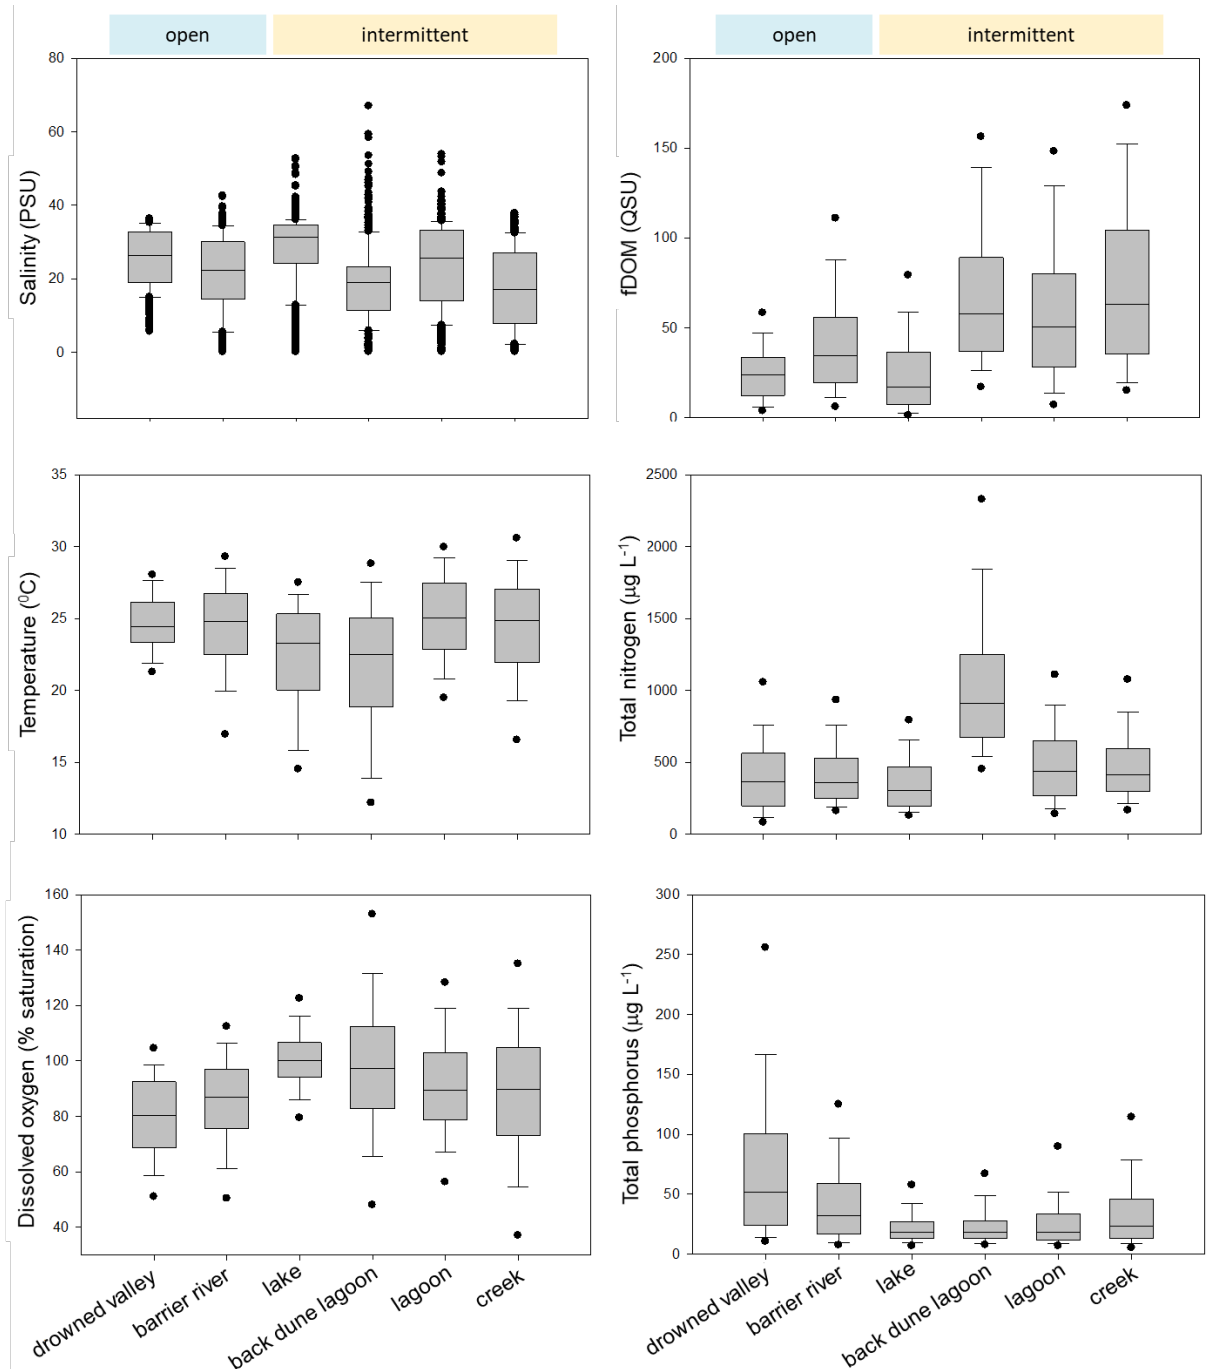 open intermittent
open intermittent
80
60
40
20
0
Salinity (PSU)
200
150
100
50
0
fDOM (QSU)
35
30
25
20
15
10
Temperature (⁰C)
2500
2000
1500
1000
500
0
Total nitrogen (µg L⁻¹)
160
140
120
100
80
60
40
Dissolved oxygen (% saturation)
drowned valley
barrier river
lake
back dune lagoon
lagoon
creek
300
250
200
150
100
50
0
Total phosphorus (µg L⁻¹)
drowned valley
barrier river
lake
back dune lagoon
lagoon
creek